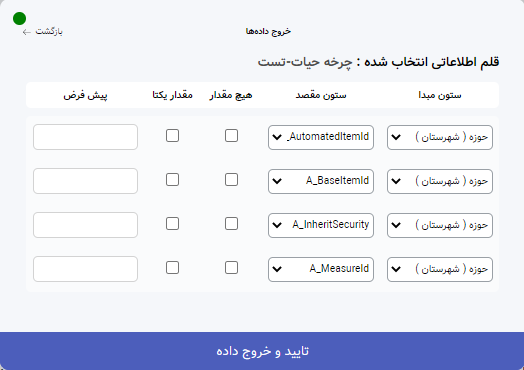 خروج داده‌ها
بازگشت
قلم اطلاعاتی انتخاب شده : چرخه حیات-تست
ستون مبدا ستون مقصد هیچ مقدار مقدار یکتا پیش فرض
حوزه ( شهرستان ) AutomatedItemId_
حوزه ( شهرستان ) A_BaseItemId
حوزه ( شهرستان ) A_InheritSecurity
حوزه ( شهرستان ) A_MeasureId
تایید و خروج داده